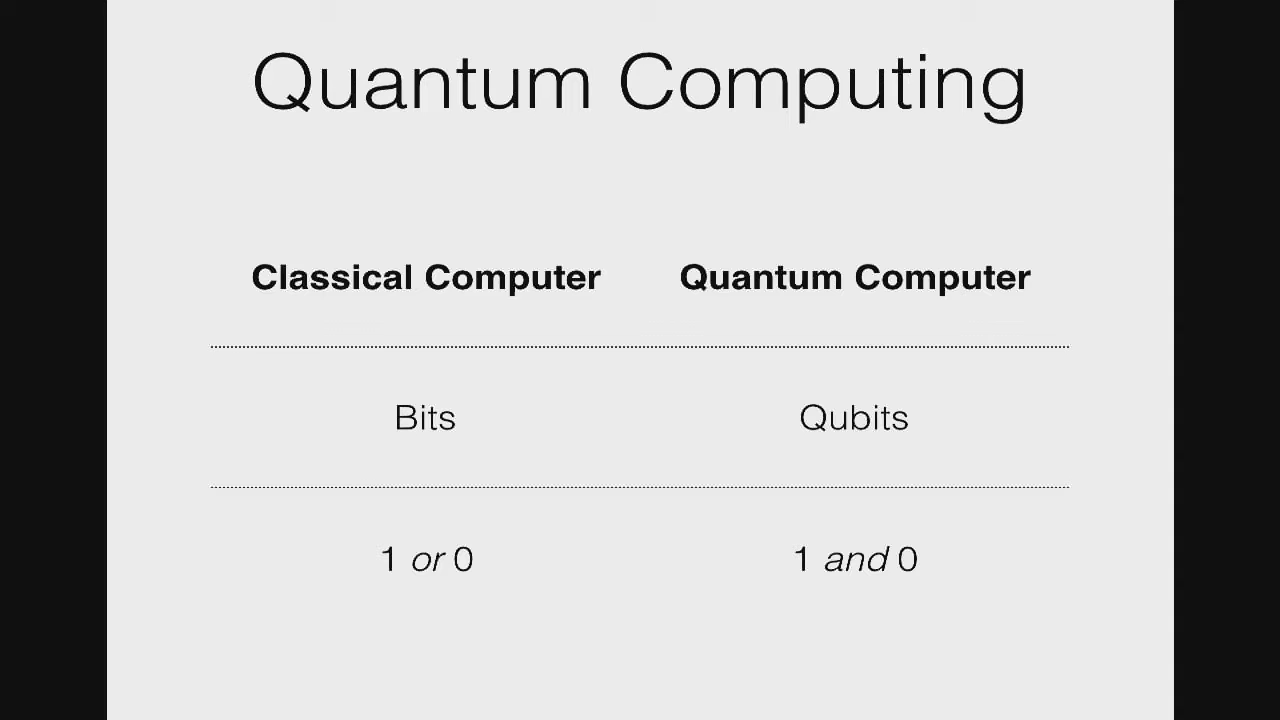 Quantum Computing
Classical Computer Quantum Computer
Bits Qubits
1 or 0 1 and 0